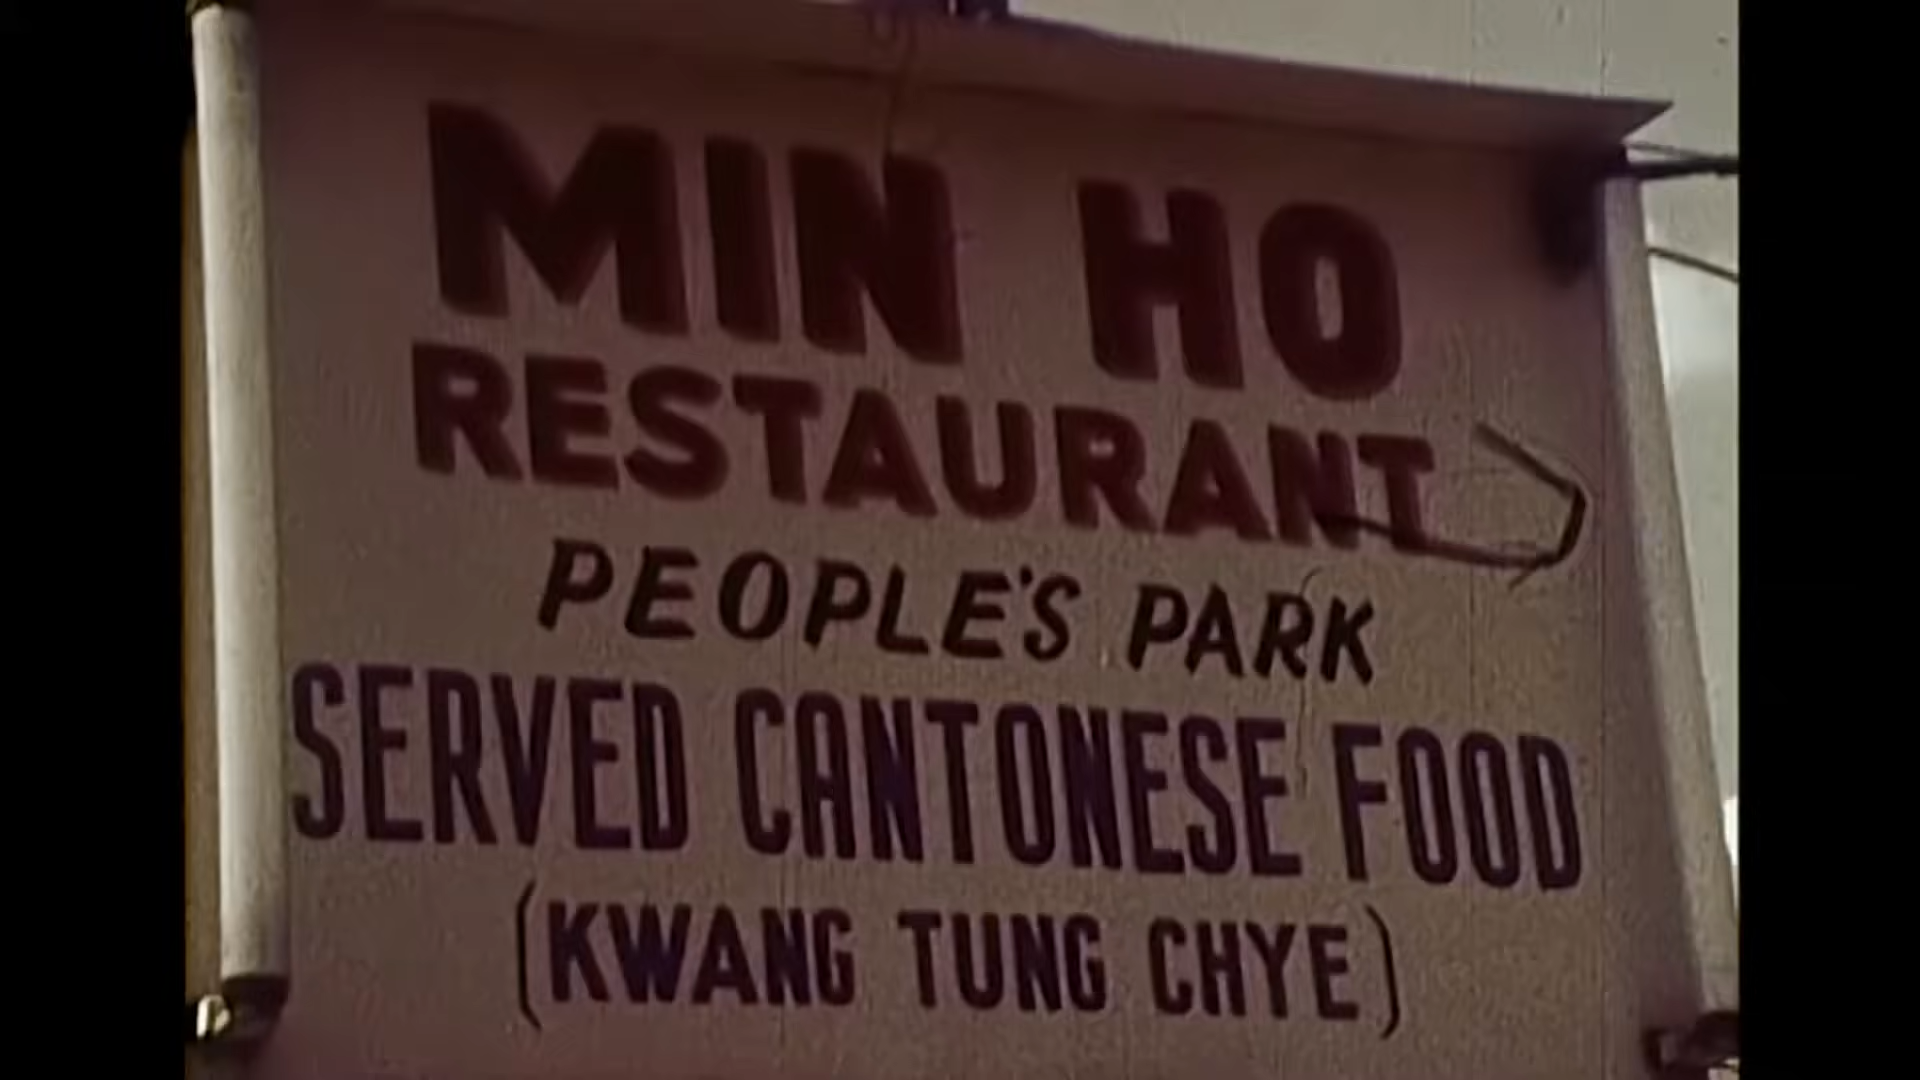 MIN HO
RESTAURANT
PEOPLE'S PARK
SERVED CANTONESE FOOD
(KWANG TUNG CHYE)